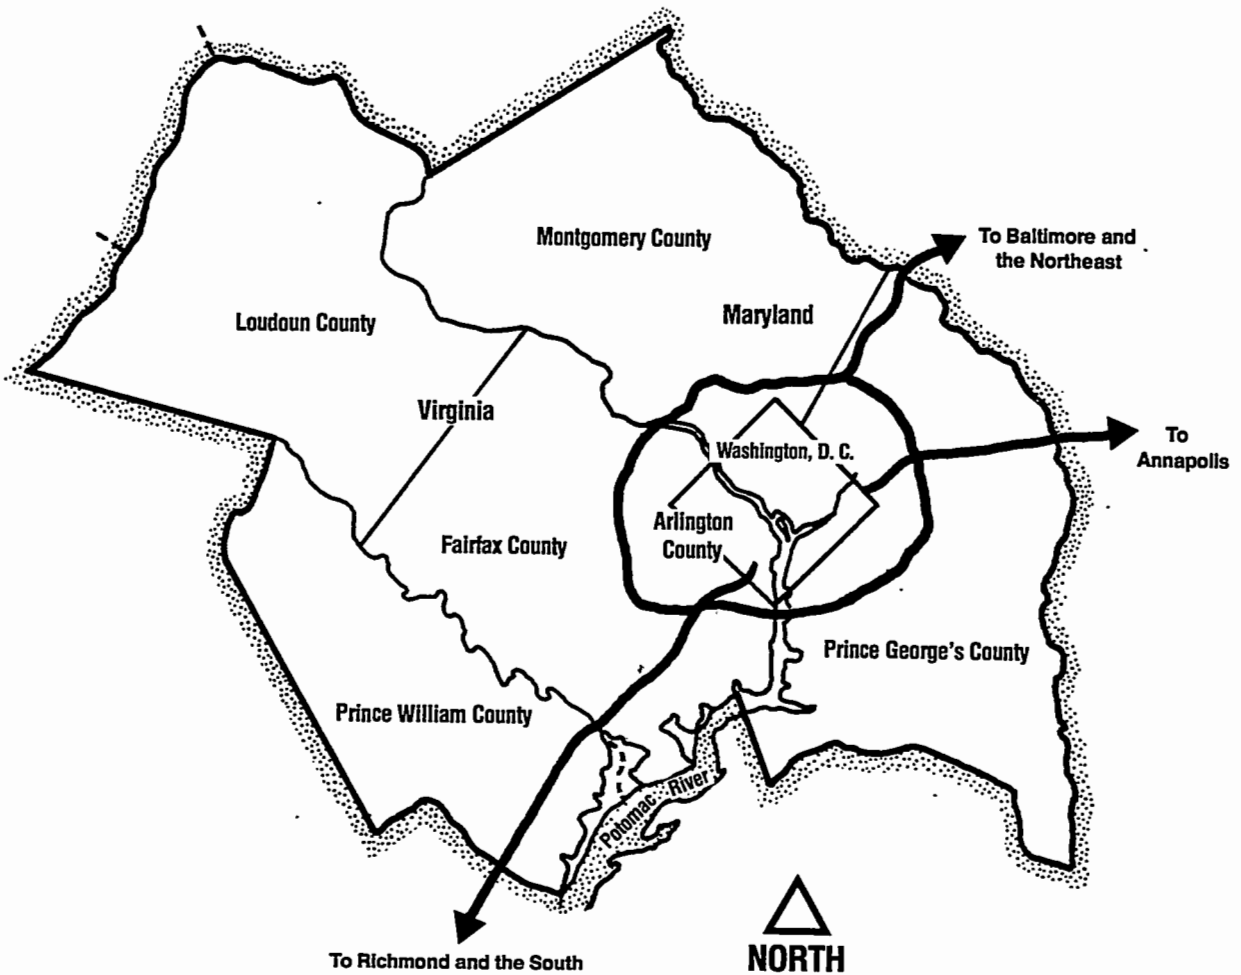 Montgomery County
To Baltimore and
the Northeast
Loudoun County
Maryland
Virginia
Washington, D. C.
To
Annapolis
Arlington
County
Fairfax County
Prince George's County
Prince William County
Potomac River
To Richmond and the South
NORTH